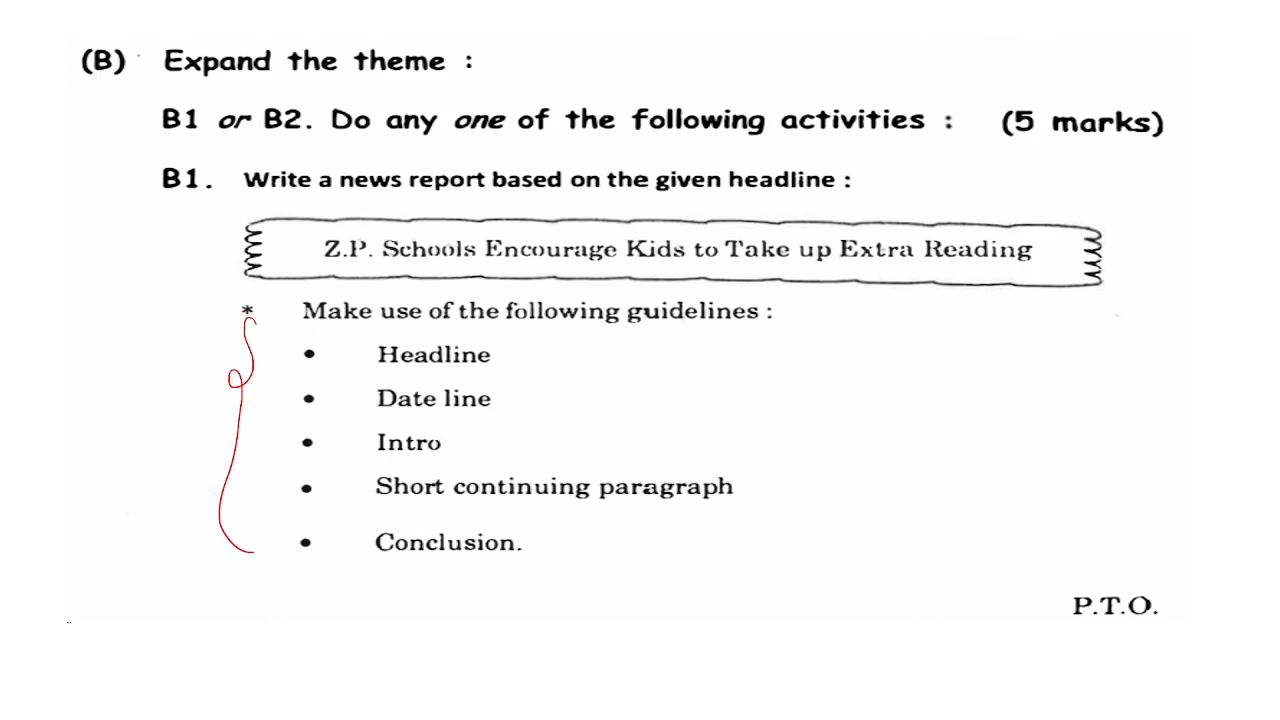 (B) Expand the theme :
B1 or B2. Do any one of the following activities : (5 marks)
B1. Write a news report based on the given headline :
Z.P. Schools Encourage Kids to Take up Extra Reading
* Make use of the following guidelines :
• Headline
• Date line
• Intro
• Short continuing paragraph
• Conclusion.
P.T.O.